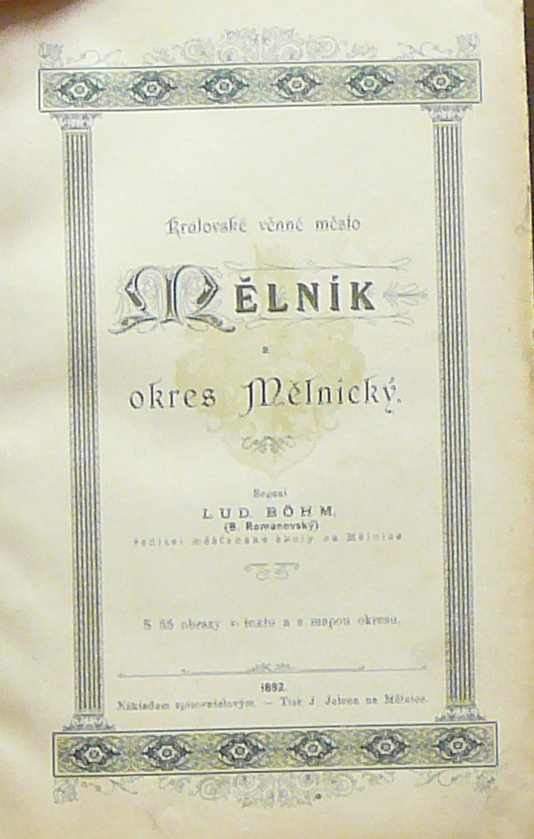 Královské věnné město
MĚLNÍK
a
okres Mělnický.
Sepsal
LUD. BÖHM,
(B. Romanovský)
ředitel měšťanské školy na Mělníce
S 55 obrazy v textu a s mapou okresu.
1892.
Nákladem spisovatelovým. — Tisk J. na Mělníce.